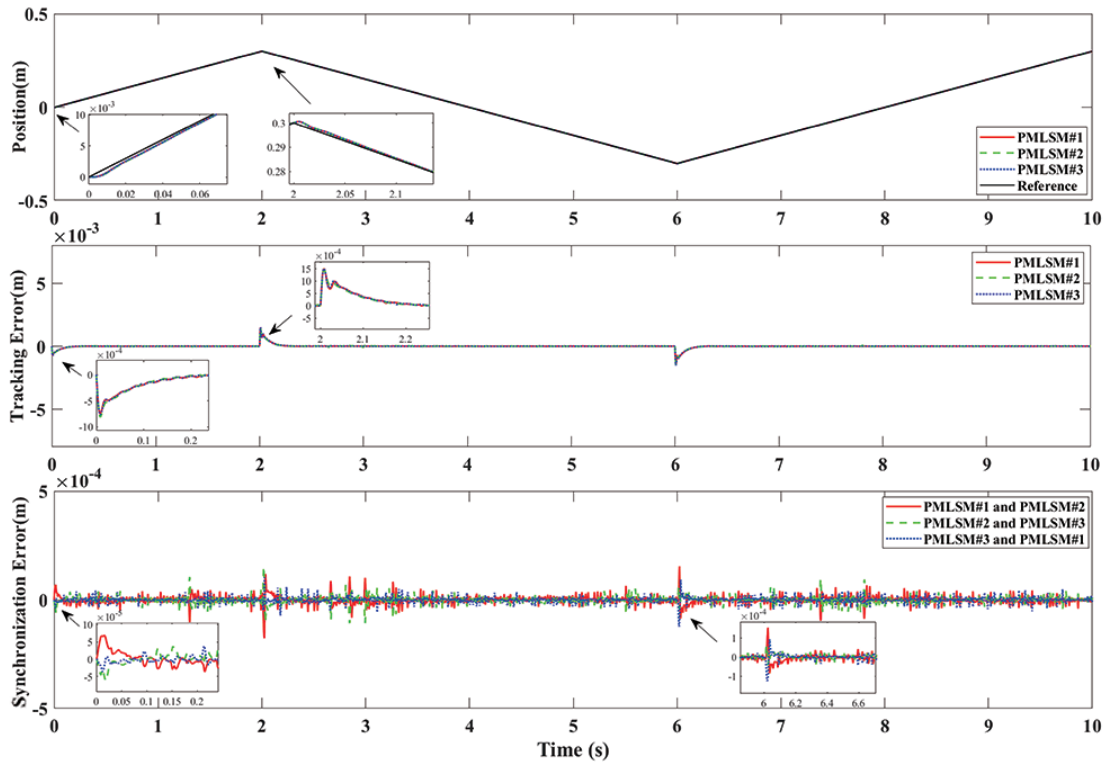 0.5
Position(m)
0
-0.5
×10-3
10
5
0
0 0.02 0.04 0.06
0.3
0.29
0.28
2 2.05 2.1
PMLSM#1
PMLSM#2
PMLSM#3
Reference
0 1 2 3 4 5 6 7 8 9 10
×10-3
5
Tracking Error(m)
0
-5
×10-4
15
10
5
0
-5
2 2.1 2.2
×10-4
0
-5
-10
0 0.1 0.2
PMLSM#1
PMLSM#2
PMLSM#3
0 1 2 3 4 5 6 7 8 9 10
×10-4
5
Synchronization Error(m)
0
-5
PMLSM#1 and PMLSM#2
PMLSM#2 and PMLSM#3
PMLSM#3 and PMLSM#1
×10-5
10
5
0
-5
0 0.05 0.1 0.15 0.2
×10-4
1
0
-1
6 6.2 6.4 6.6
0 1 2 3 4 5 6 7 8 9 10
Time (s)